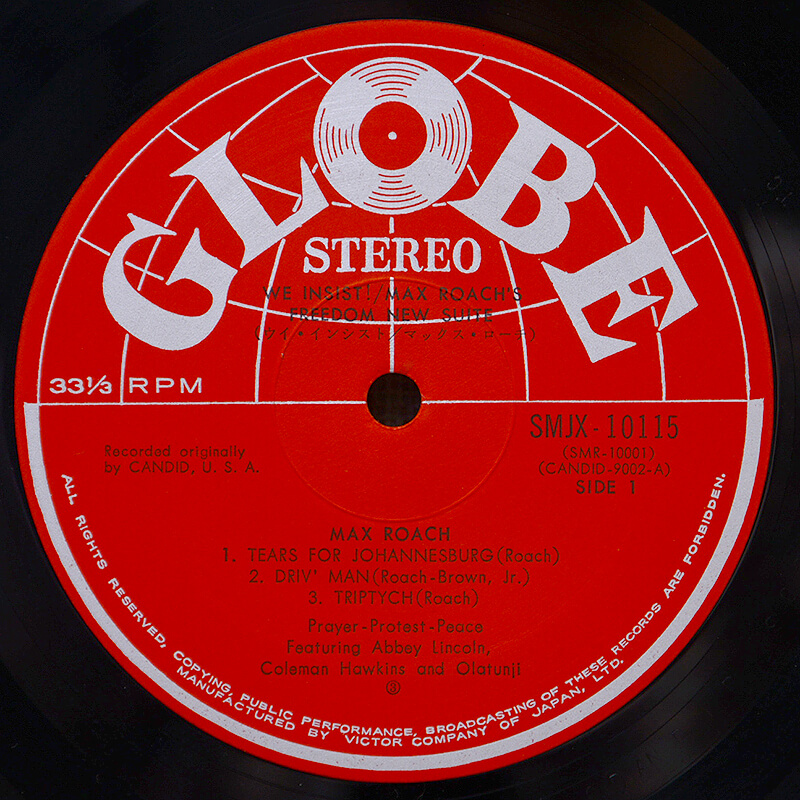 GLOBE
STEREO
WE INSIST!/MAX ROACH'S
FREEDOM NEW SUITE
(ウイ・インシスト/マックス・ローチ)
33⅓ RPM
SMJX-10115
(SMR-10001)
(CANDID-9002-A)
SIDE 1
Recorded originally
by CANDID, U. S. A.
MAX ROACH
1. TEARS FOR JOHANNESBURG(Roach)
2. DRIV' MAN(Roach-Brown, Jr.)
3. TRIPTYCH(Roach)
Prayer-Protest-Peace
Featuring Abbey Lincoln,
Coleman Hawkins and Olatunji
③
ALL RIGHTS RESERVED, COPYING, PUBLIC PERFORMANCE, BROADCASTING OF THESE RECORDS ARE FORBIDDEN.
MANUFACTURED BY VICTOR COMPANY OF JAPAN, LTD.